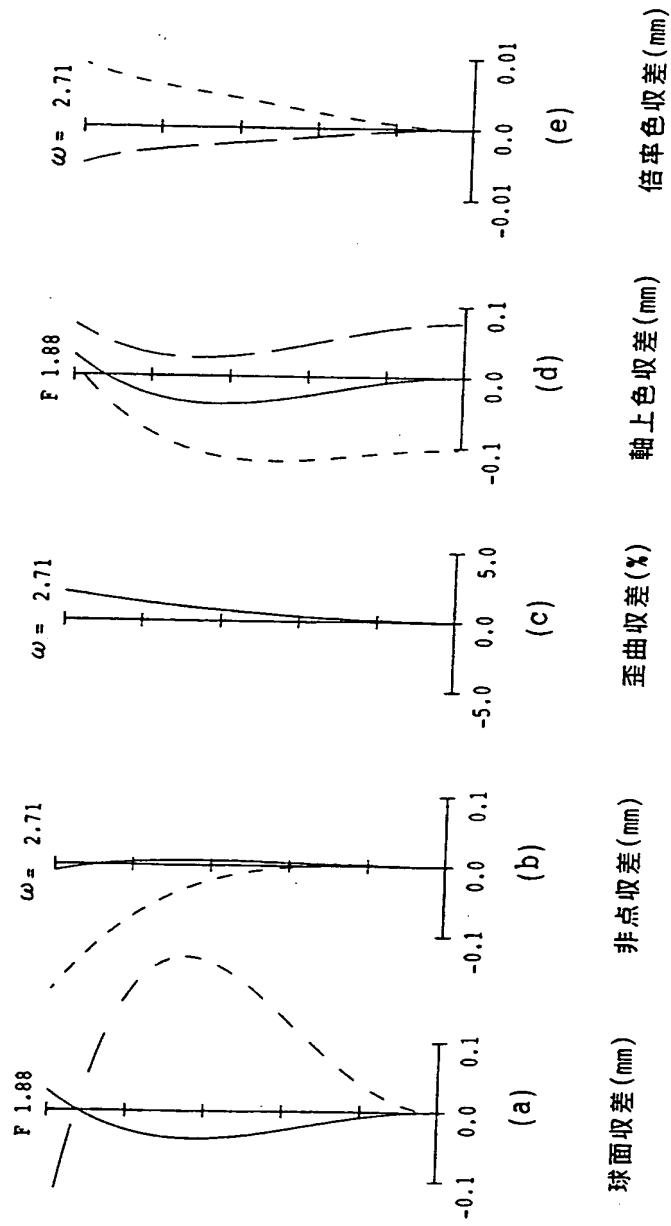 F 1.88
-0.1
0.0
0.1
(a)
球面収差(mm)
ω= 2.71
-0.1
0.0
0.1
(b)
非点収差(mm)
ω= 2.71
-5.0
0.0
5.0
(c)
歪曲収差(%)
F 1.88
-0.1
0.0
0.1
(d)
軸上色収差(mm)
ω= 2.71
-0.01
0.0
0.01
(e)
倍率色収差(mm)